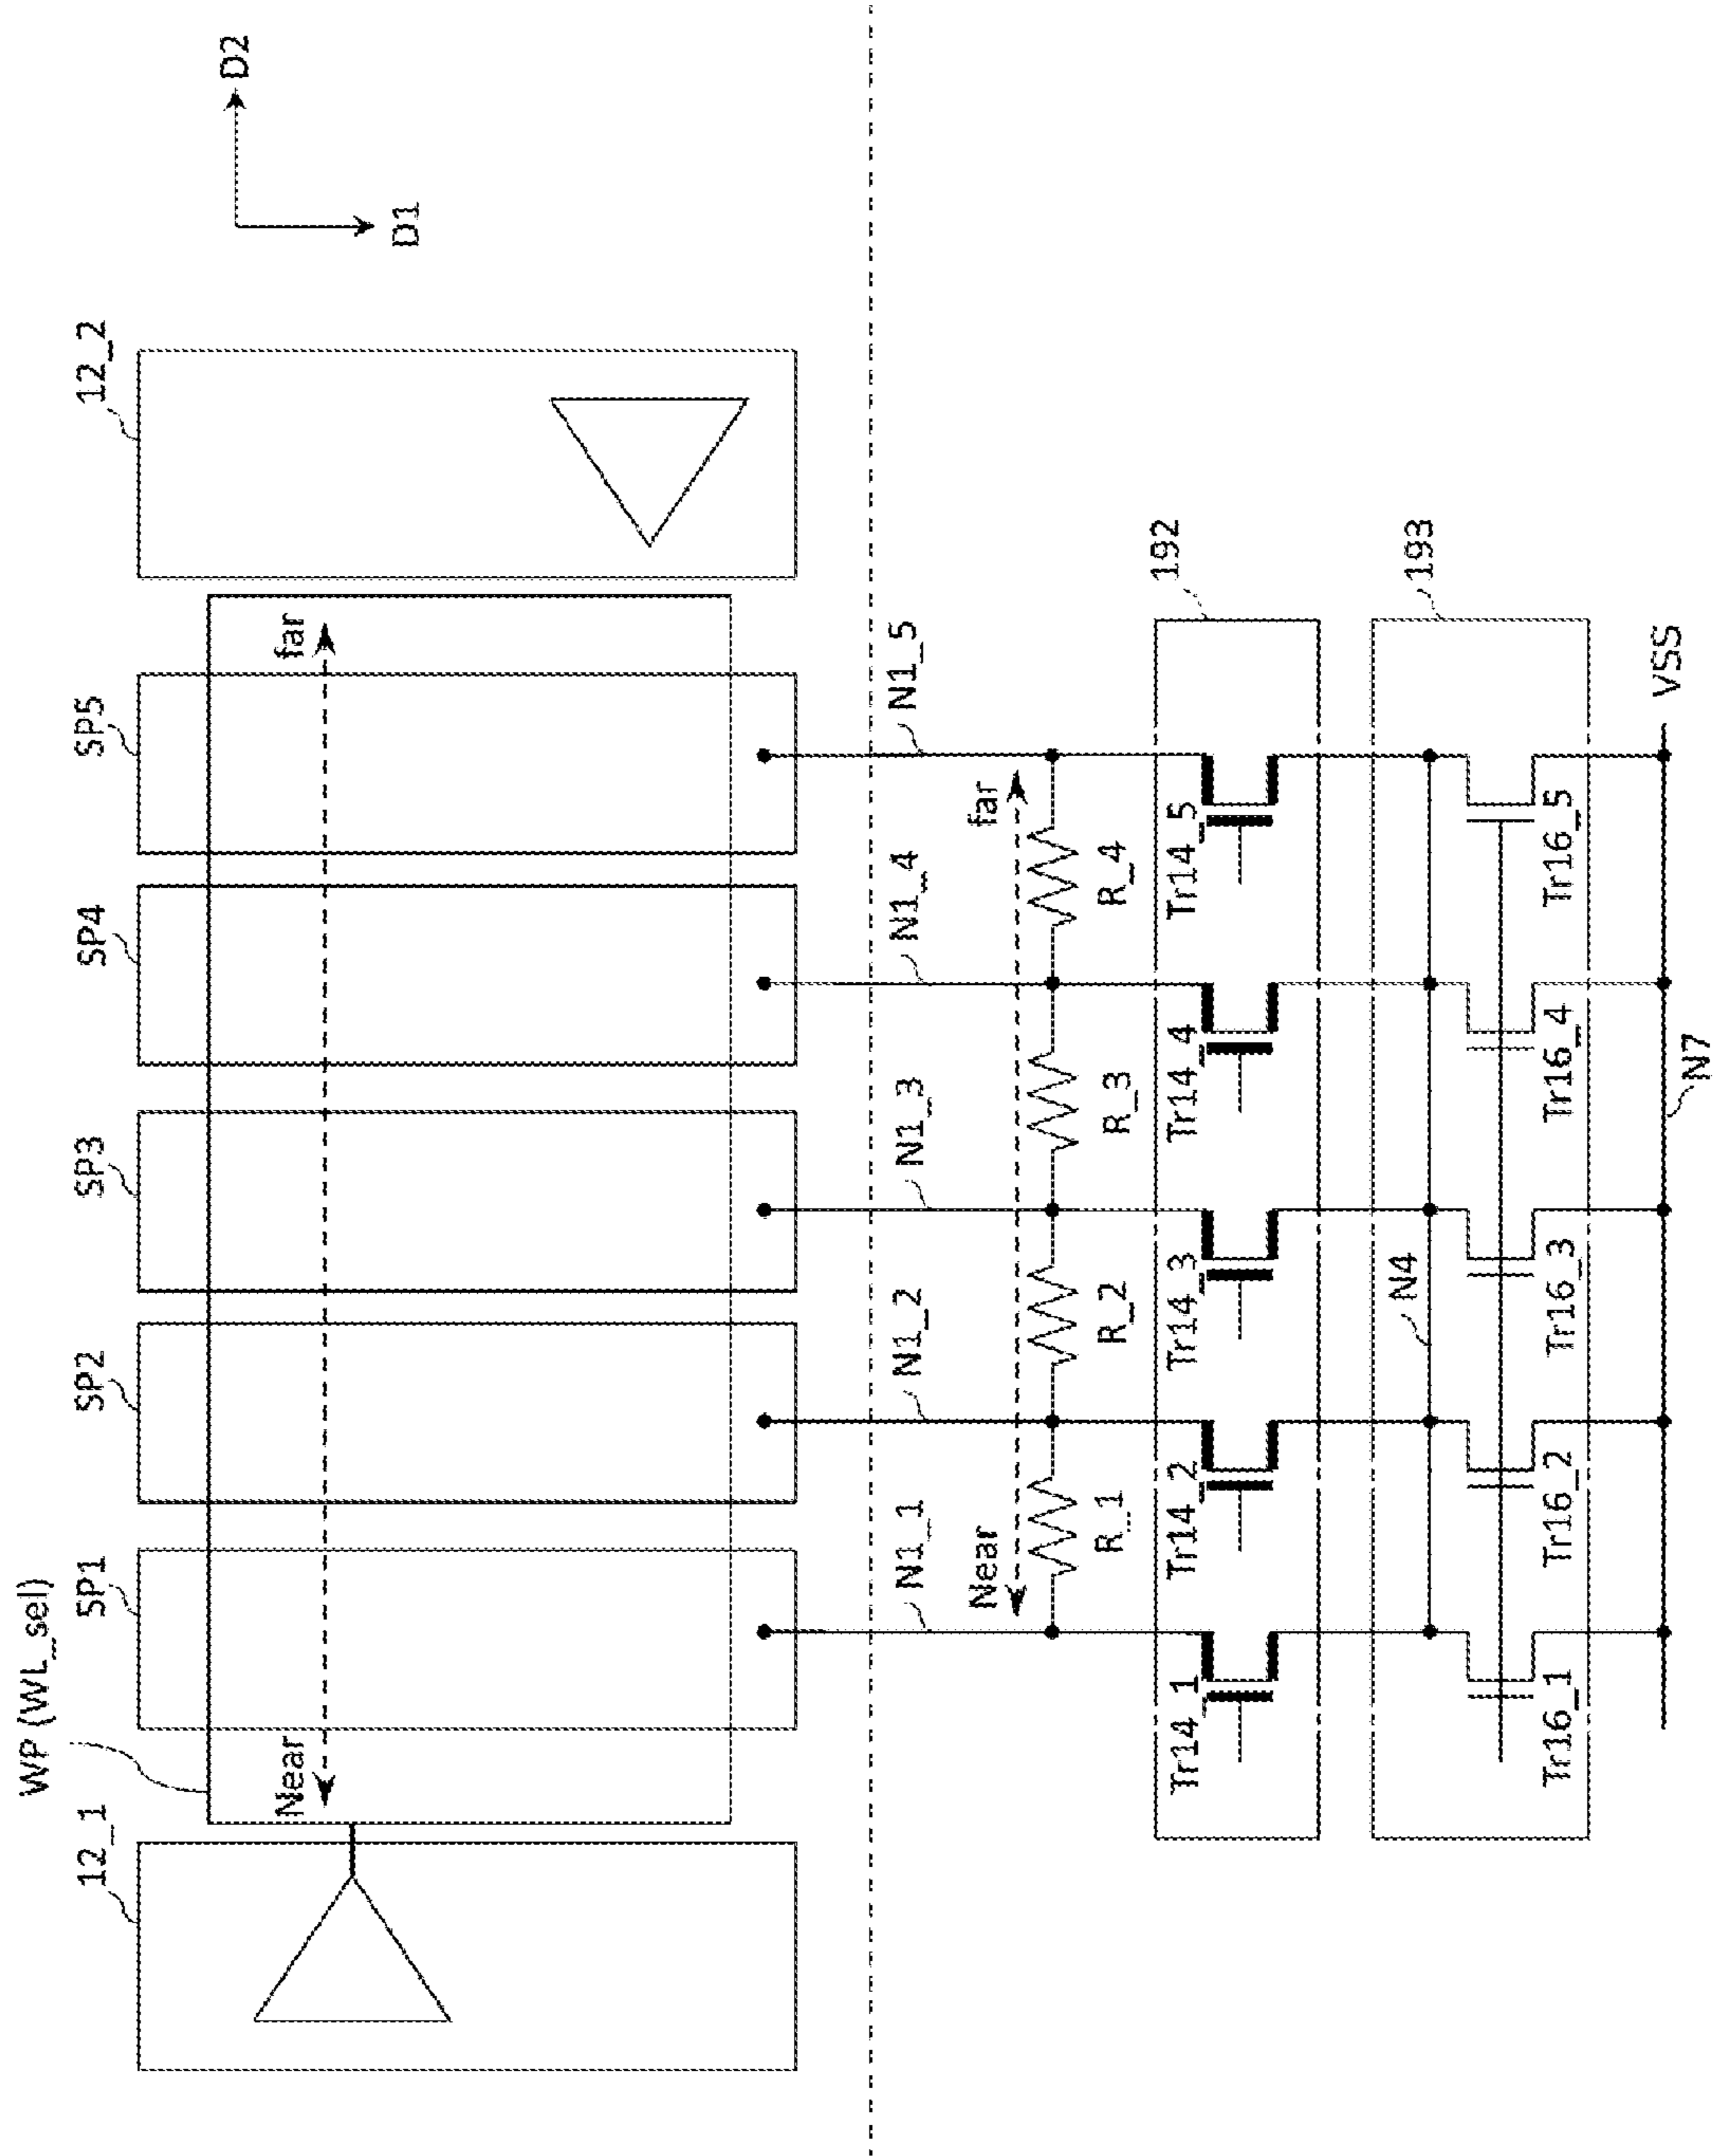 WP (WL_sel)
12_1
SP1
SP2
SP3
SP4
SP5
12_2
D2
D1
Near
far
N1_1
N1_2
N1_3
N1_4
N1_5
Near
far
R_1
R_2
R_3
R_4
192
Tr14_1
Tr14_2
Tr14_3
Tr14_4
Tr14_5
N4
193
Tr16_1
Tr16_2
Tr16_3
Tr16_4
Tr16_5
N7
VSS